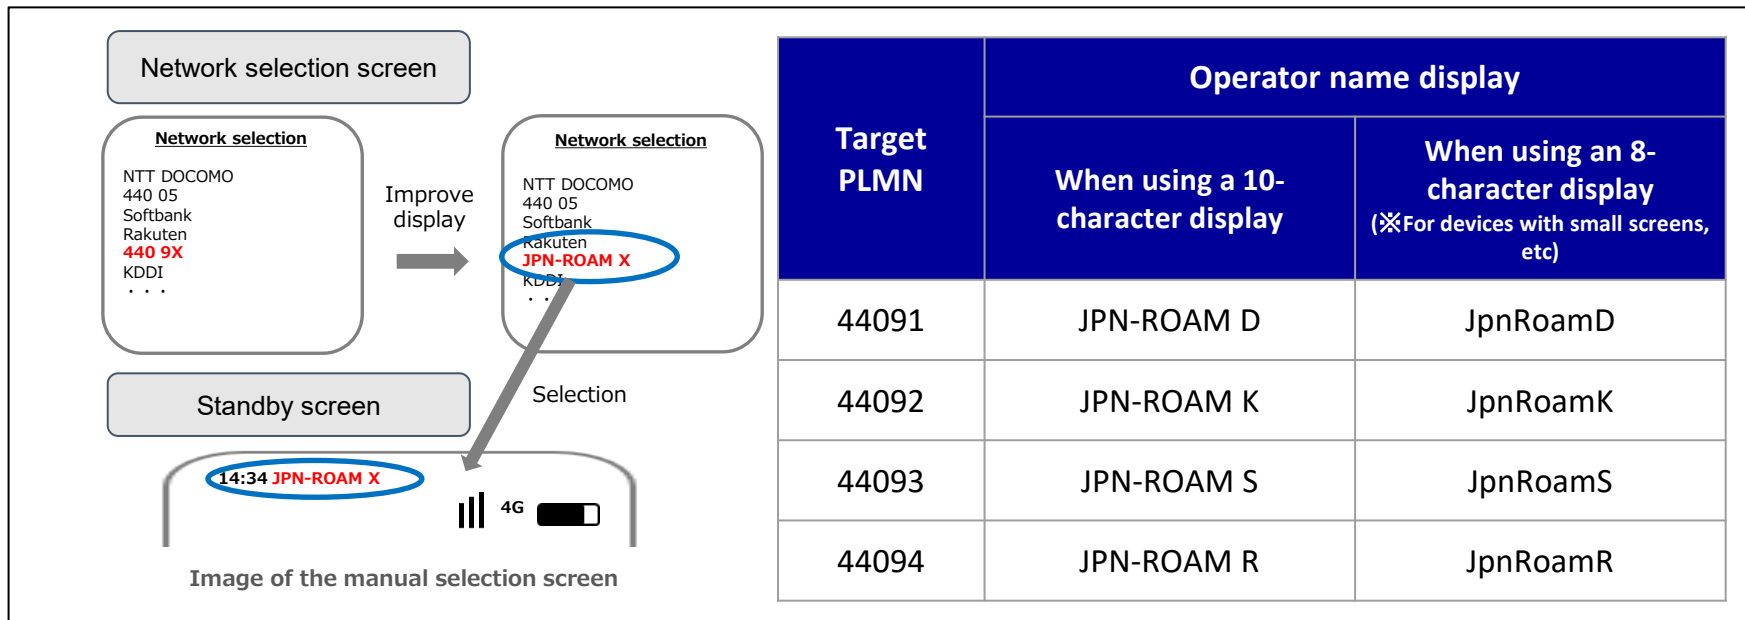 Network selection screen
Network selection
NTT DOCOMO
440 05
Softbank
Rakuten
440 9X
KDDI
・・・
Improve
display
Network selection
NTT DOCOMO
440 05
Softbank
Rakuten
JPN-ROAM X
KDDI
・・
Selection
Standby screen
14:34 JPN-ROAM X
4G
Image of the manual selection screen
Target
PLMN
Operator name display
When using a 10-
character display
When using an 8-
character display
(※For devices with small screens,
etc)
44091 JPN-ROAM D JpnRoamD
44092 JPN-ROAM K JpnRoamK
44093 JPN-ROAM S JpnRoamS
44094 JPN-ROAM R JpnRoamR